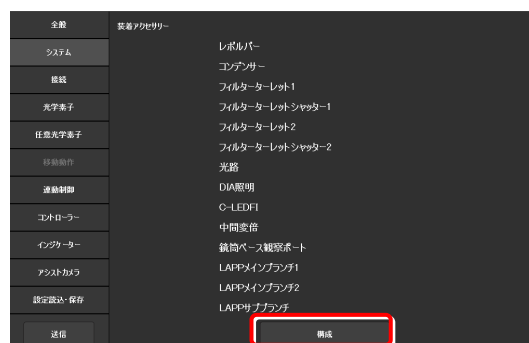 全般
システム
接続
光学素子
任意光学素子
移動動作
連動制御
コントローラー
インジケーター
アシストカメラ
設定読込・保存
送信
装着アクセサリー
レボルバー
コンデンサー
フィルターターレット1
フィルターターレットシャッター1
フィルターターレット2
フィルターターレットシャッター2
光路
DIA照明
C-LEDFI
中間変倍
鏡筒ベース観察ポート
LAPPメインブランチ1
LAPPメインブランチ2
LAPPサブブランチ
構成